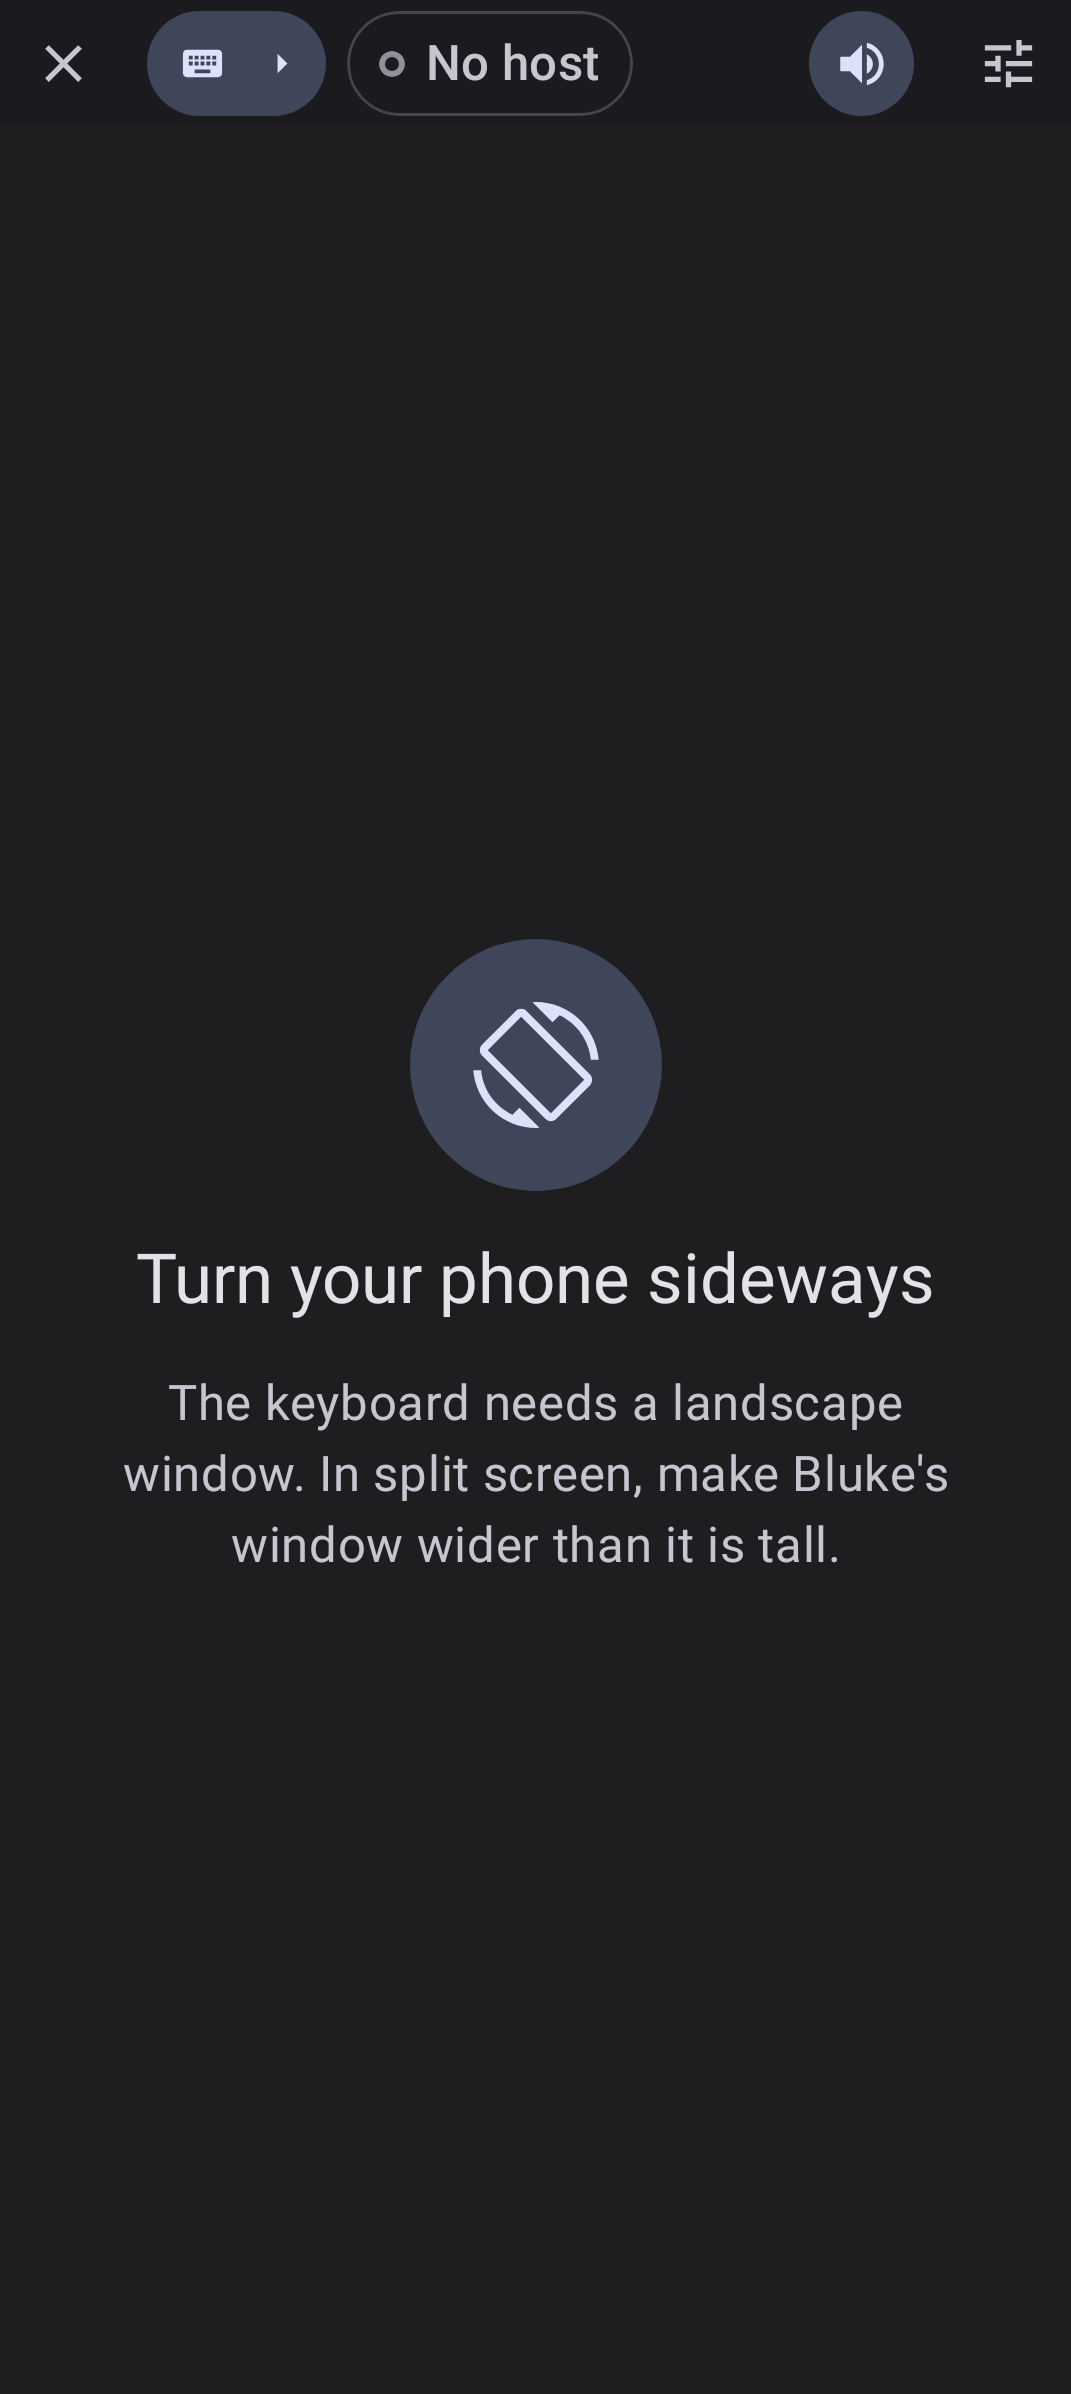 No host
Turn your phone sideways
The keyboard needs a landscape
window. In split screen, make Bluke's
window wider than it is tall.